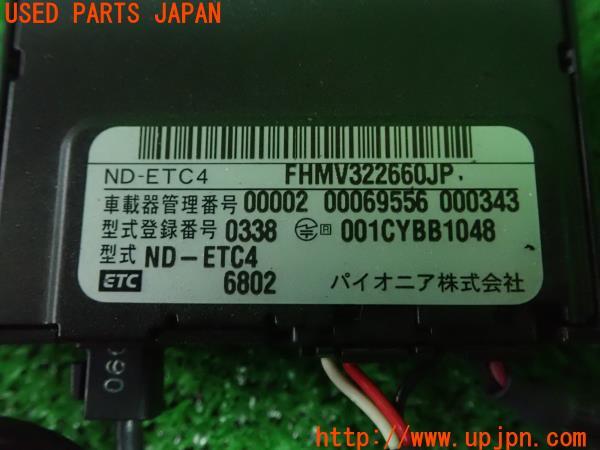 USED PARTS JAPAN
ND-ETC4 FHMV322660JP
車載器管理番号 00002 00069556 000343
型式登録番号 0338 001CYBB1048
型式 ND-ETC4
ETC 6802 パイオニア株式会社
http://www.upjpn.com